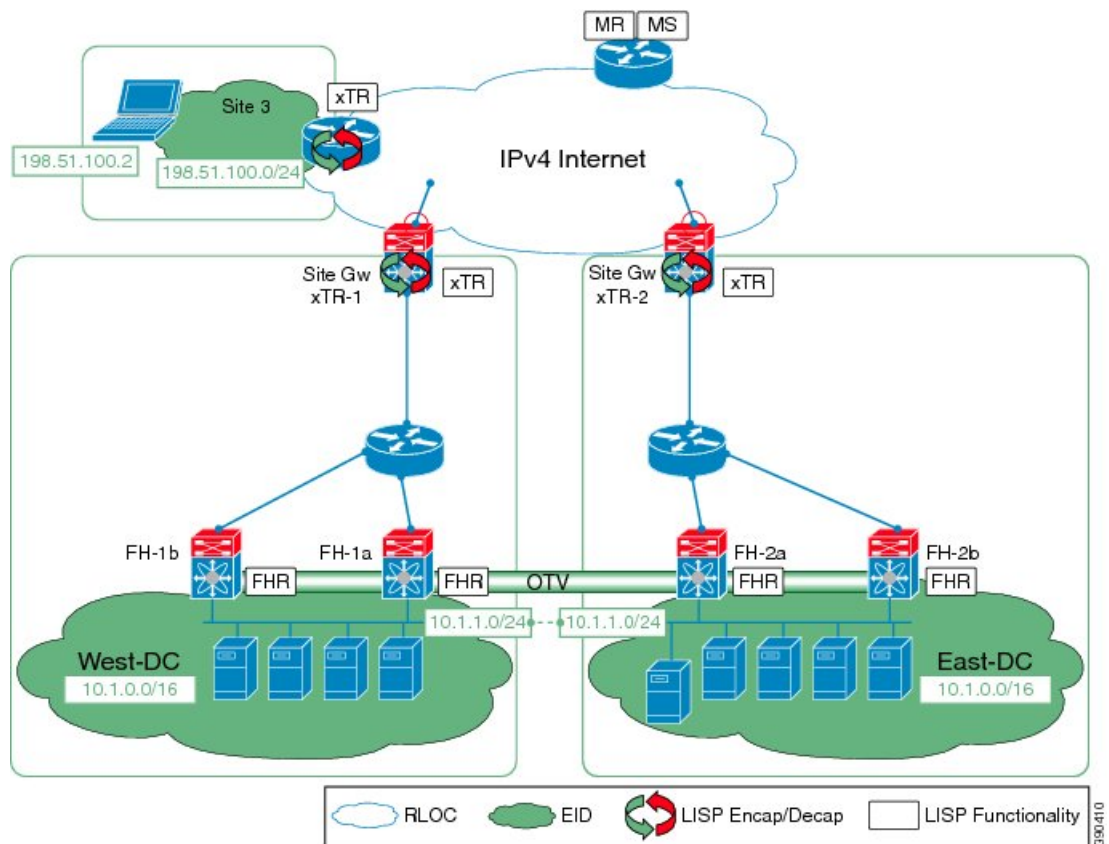 MR MS
xTR
Site 3
198.51.100.2
198.51.100.0/24
IPv4 Internet
Site Gw
xTR-1
xTR
Site Gw
xTR-2
xTR
FH-1b
FHR
FH-1a
FHR
OTV
FH-2a
FHR
FH-2b
FHR
10.1.1.0/24
10.1.1.0/24
West-DC
10.1.0.0/16
East-DC
10.1.0.0/16
RLOC
EID
LISP Encap/Decap
LISP Functionality
390410